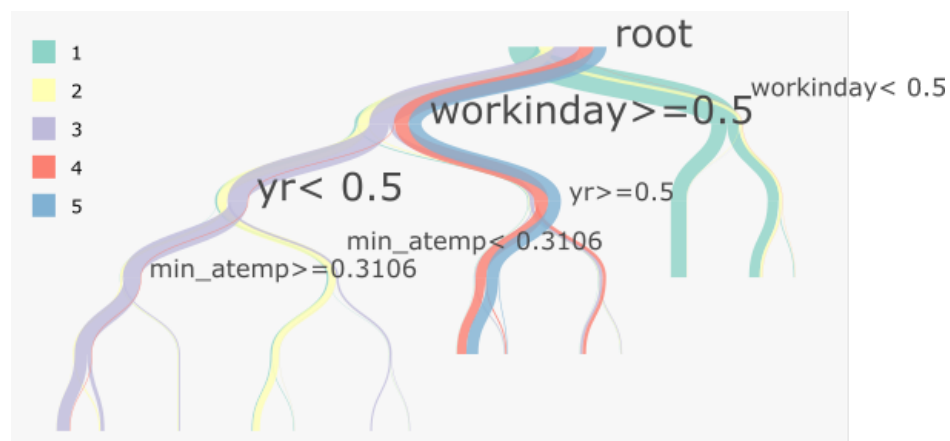 root
1
2
3
4
5
workinday< 0.5
workinday>=0.5
yr< 0.5
yr>=0.5
min_atemp< 0.3106
min_atemp>=0.3106